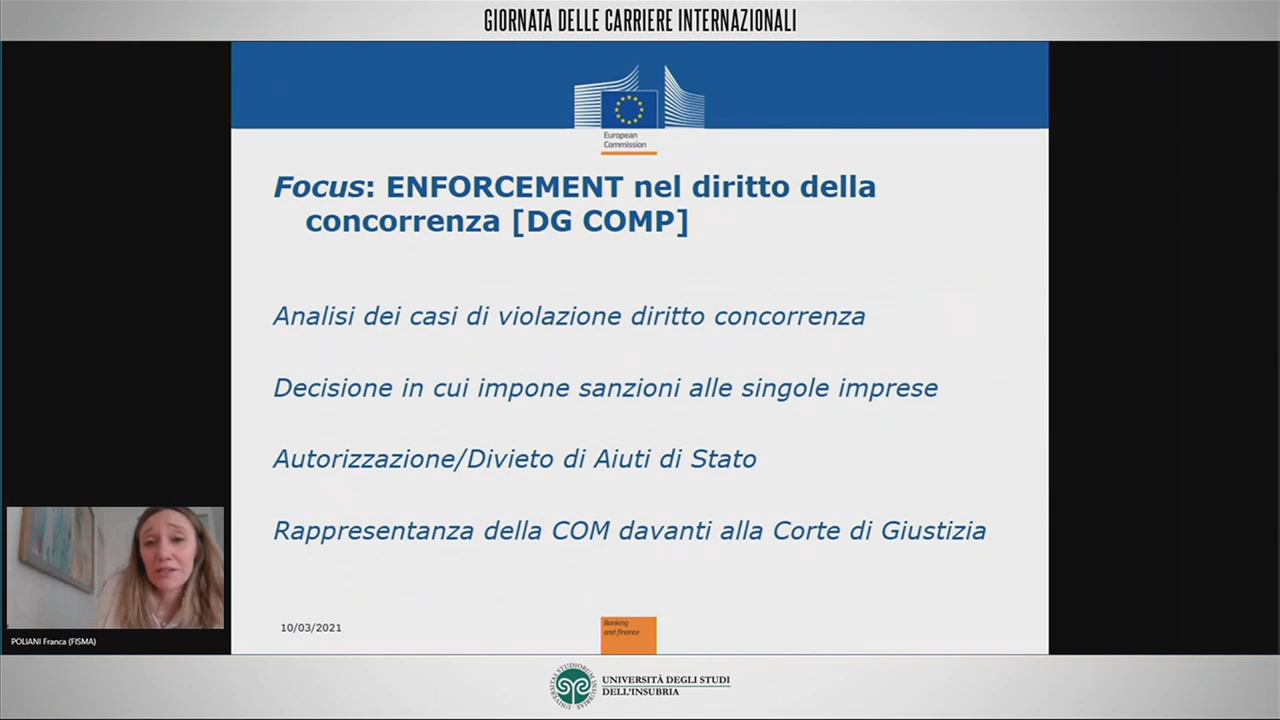 GIORNATA DELLE CARRIERE INTERNAZIONALI
European
Commission
Focus: ENFORCEMENT nel diritto della
concorrenza [DG COMP]
Analisi dei casi di violazione diritto concorrenza
Decisione in cui impone sanzioni alle singole imprese
Autorizzazione/Divieto di Aiuti di Stato
Rappresentanza della COM davanti alla Corte di Giustizia
POLIANI Franca (FISMA)
10/03/2021
Banking
and finance
UNIVERSITÀ DEGLI STUDI
DELL'INSUBRIA